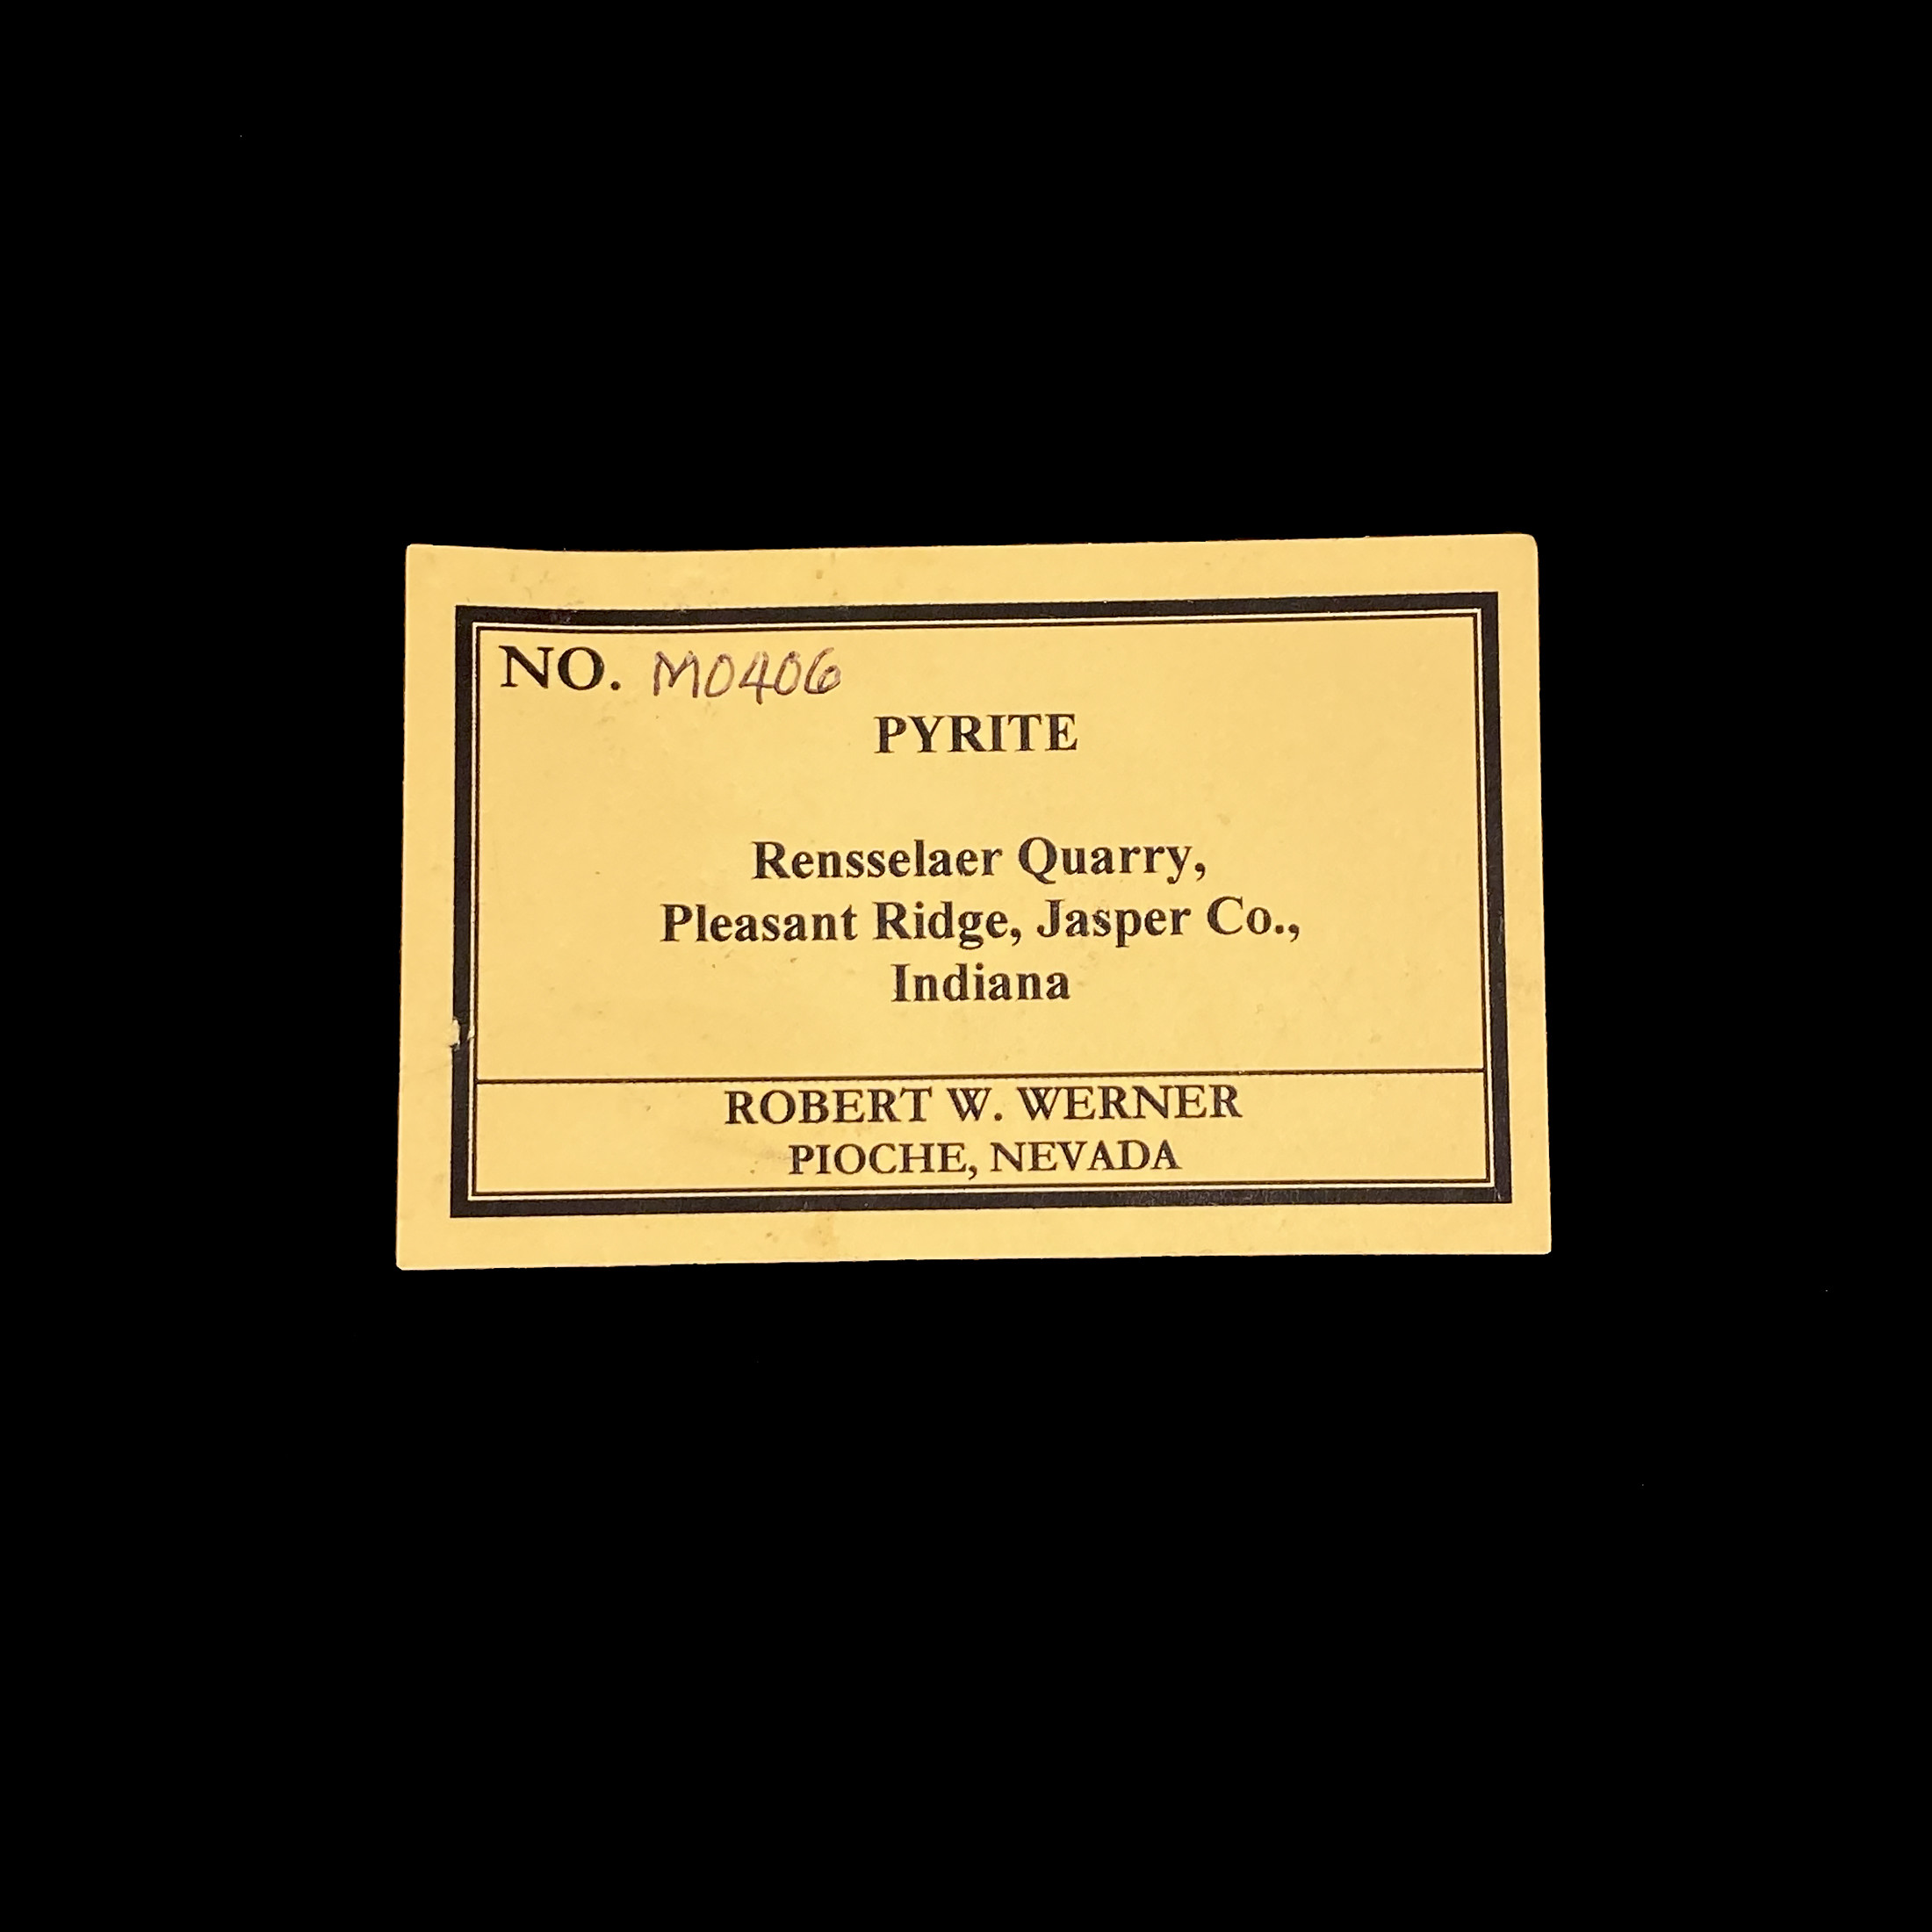 NO. M0406
PYRITE
Rensselaer Quarry,
Pleasant Ridge, Jasper Co.,
Indiana
ROBERT W. WERNER
PIOCHE, NEVADA